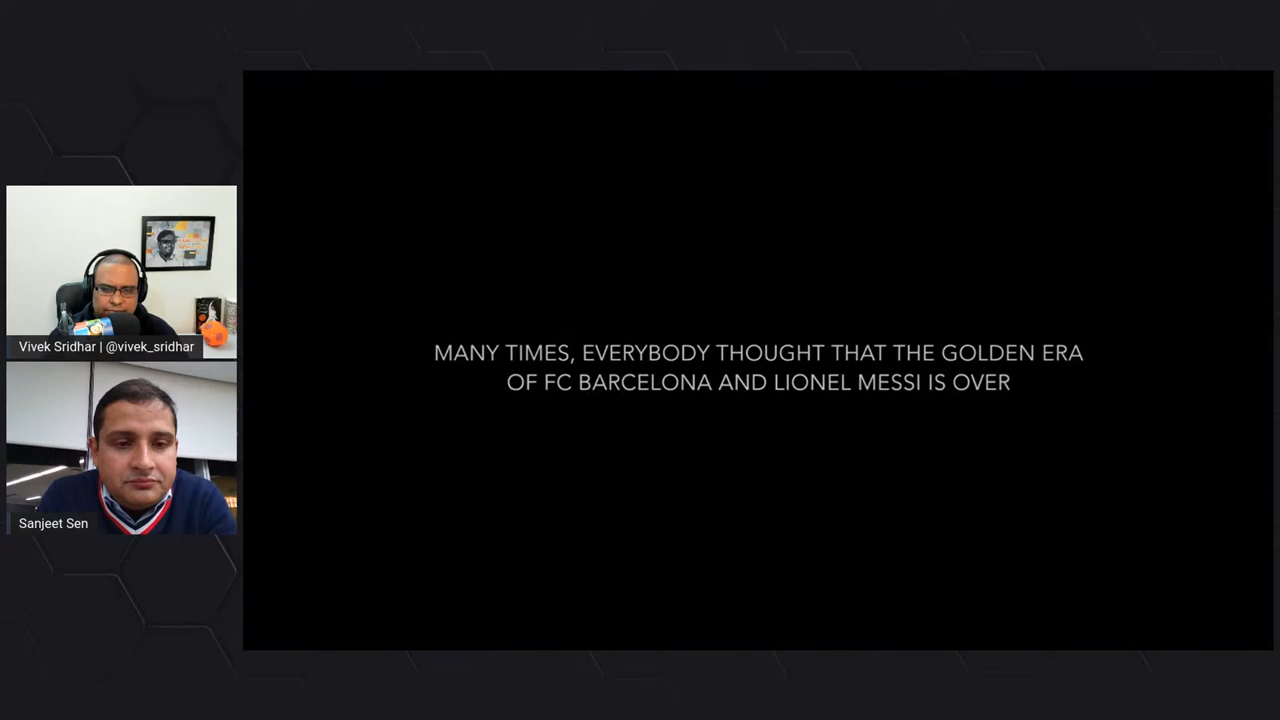 Vivek Sridhar | @vivek_sridhar
Sanjeet Sen
MANY TIMES, EVERYBODY THOUGHT THAT THE GOLDEN ERA
OF FC BARCELONA AND LIONEL MESSI IS OVER